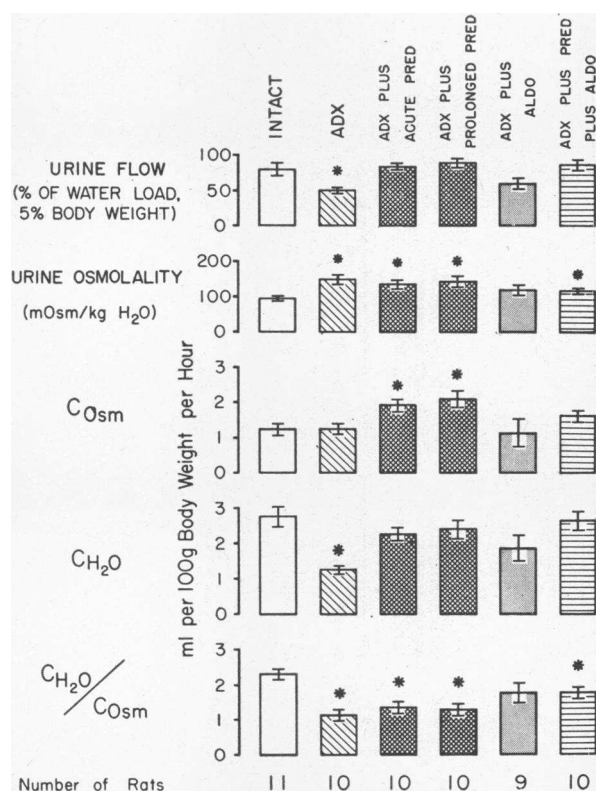 INTACT
ADX
ADX PLUS
ACUTE PRED
ADX PLUS
PROLONGED PRED
ADX PLUS
ALDO
ADX PLUS PRED
PLUS ALDO
URINE FLOW
(% OF WATER LOAD,
5% BODY WEIGHT)
100
50
0
*
URINE OSMOLALITY
(mOsm/kg H₂O)
200
100
0
* * * *
ml per 100g Body Weight per Hour
COsm
3
2
1
0
* *
CH₂O
3
2
1
0
*
CH₂O/COsm
3
2
1
0
* * * *
Number of Rats 11 10 10 10 9 10